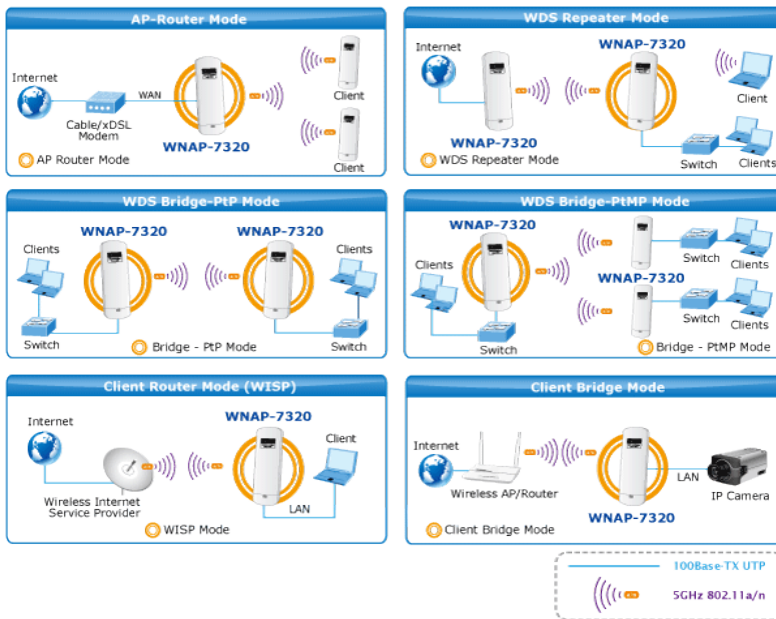 AP-Router Mode
Internet
WAN
Cable/xDSL
Modem
WNAP-7320
Client
Client
AP Router Mode
WDS Repeater Mode
Internet
WNAP-7320
WNAP-7320
Client
Switch
Clients
WDS Repeater Mode
WDS Bridge-PtP Mode
WNAP-7320
WNAP-7320
Clients
Clients
Switch
Switch
Bridge - PtP Mode
WDS Bridge-PtMP Mode
WNAP-7320
Clients
Switch
Switch
Clients
WNAP-7320
Switch
Clients
Bridge - PtMP Mode
Client Router Mode (WISP)
WNAP-7320
Internet
Client
Wireless Internet
Service Provider
LAN
WISP Mode
Client Bridge Mode
Internet
Wireless AP/Router
WNAP-7320
LAN
IP Camera
Client Bridge Mode
100Base-TX UTP
5GHz 802.11a/n